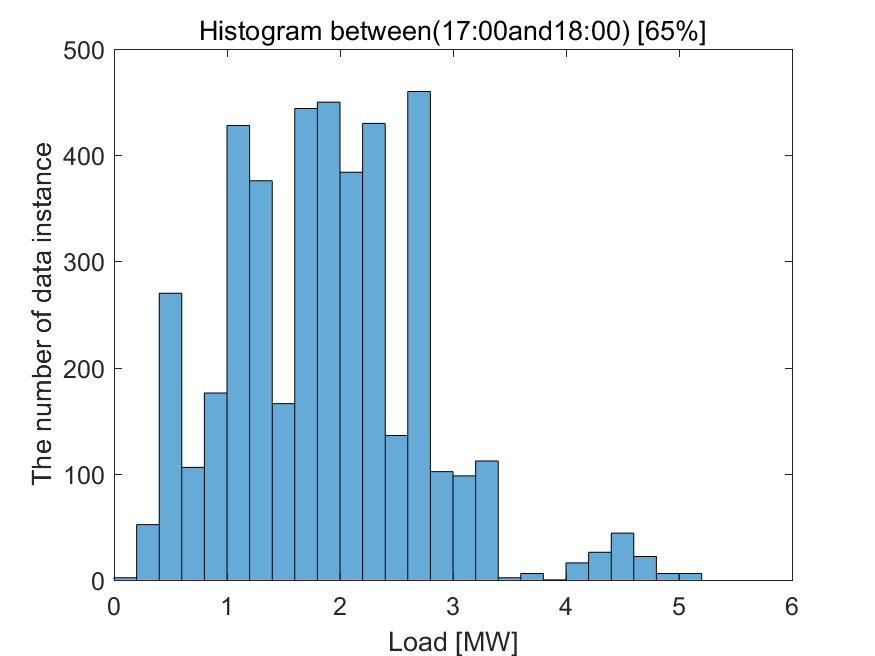 Histogram between(17:00and18:00) [65%]
500
400
300
200
100
0
The number of data instance
0 1 2 3 4 5 6
Load [MW]